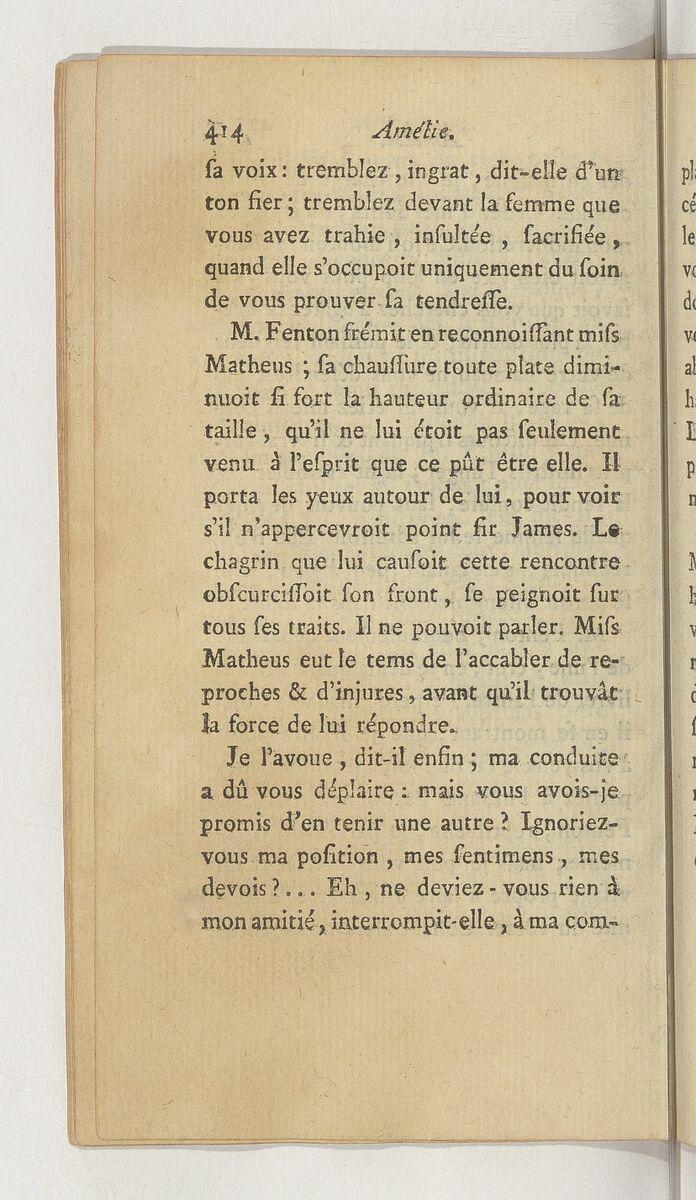 414 Amélie.
ſa voix : tremblez, ingrat, dit-elle d'un
ton fier ; tremblez devant la femme que
vous avez trahie, inſultée, ſacrifiée,
quand elle s'occupoit uniquement du ſoin
de vous prouver ſa tendreſſe.
M. Fenton frémit en reconnoiſſant miſs
Matheus ; ſa chauſſure toute plate dimi-
nuoit ſi fort la hauteur ordinaire de ſa
taille, qu'il ne lui étoit pas ſeulement
venu à l'eſprit que ce pût être elle. Il
porta les yeux autour de lui, pour voir
s'il n'appercevroit point ſir James. Le
chagrin que lui cauſoit cette rencontre
obſcurciſſoit ſon front, ſe peignoit ſur
tous ſes traits. Il ne pouvoit parler. Miſs
Matheus eut le tems de l'accabler de re-
proches & d'injures, avant qu'il trouvât
la force de lui répondre.
Je l'avoue, dit-il enfin ; ma conduite
a dû vous déplaire : mais vous avois-je
promis d'en tenir une autre ? Ignoriez-
vous ma poſition, mes ſentimens, mes
devois ?... Eh, ne deviez-vous rien à
mon amitié, interrompit-elle, à ma com-